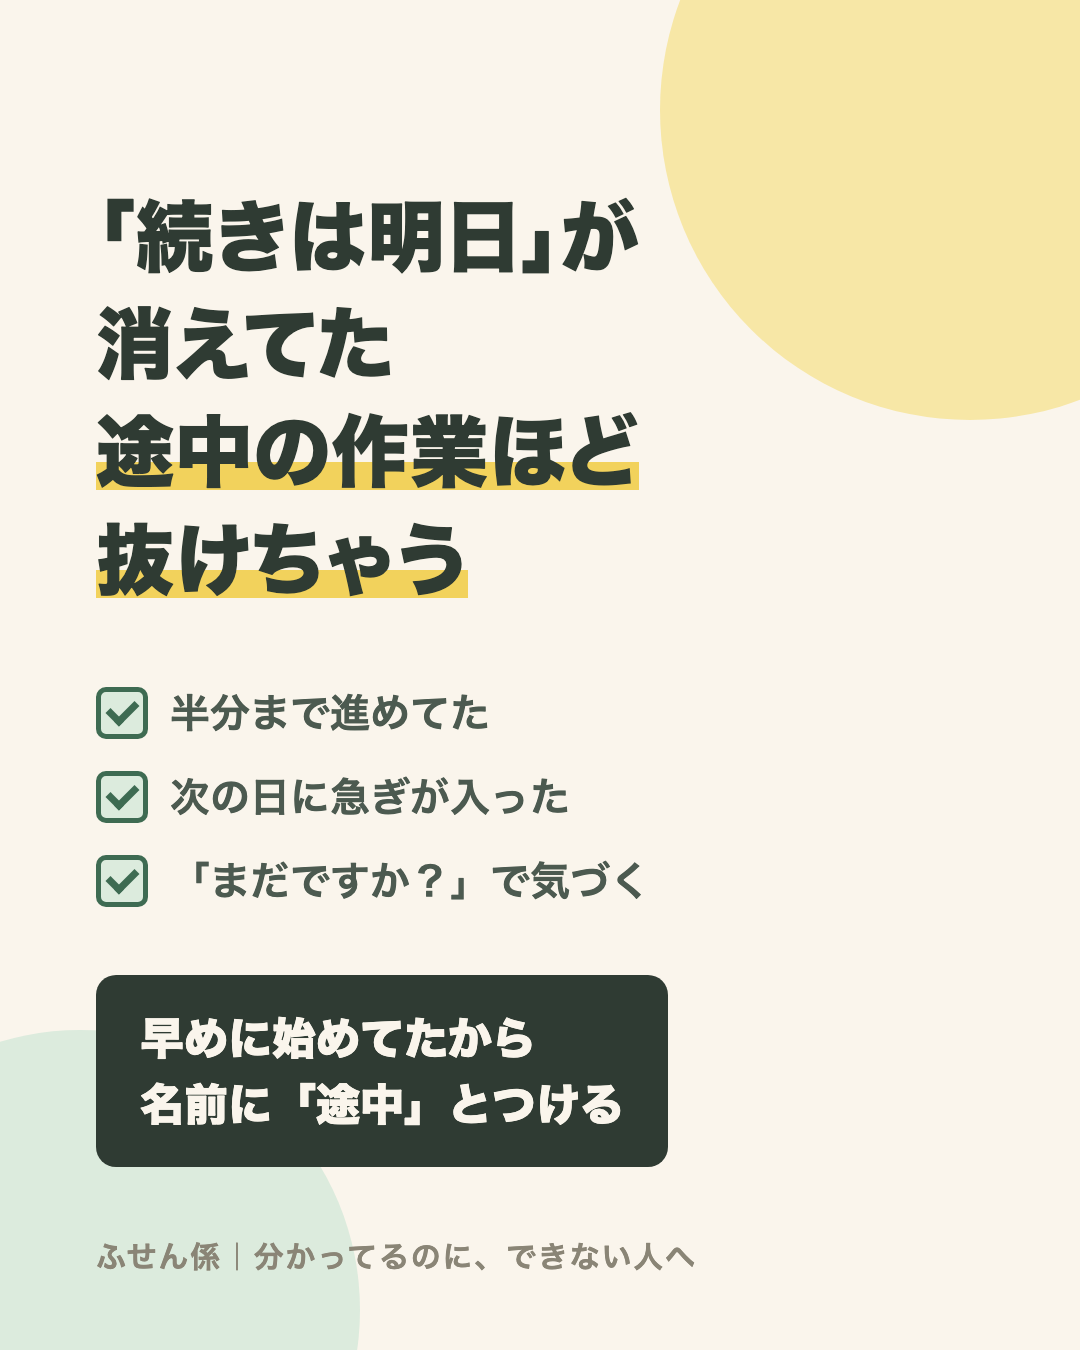 「続きは明日」が
消えてた
途中の作業ほど
抜けちゃう
半分まで進めてた
次の日に急ぎが入った
「まだですか？」で気づく
早めに始めてたから
名前に「途中」とつける
ふせん係｜分かってるのに、できない人へ